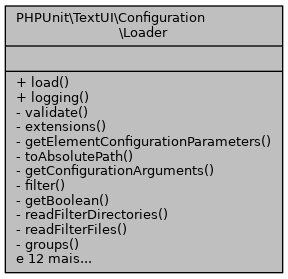 PHPUnit\TextUI\Configuration
\Loader
+ load()
+ logging()
- validate()
- extensions()
- getElementConfigurationParameters()
- toAbsolutePath()
- getConfigurationArguments()
- filter()
- getBoolean()
- readFilterDirectories()
- readFilterFiles()
- groups()
e 12 mais...